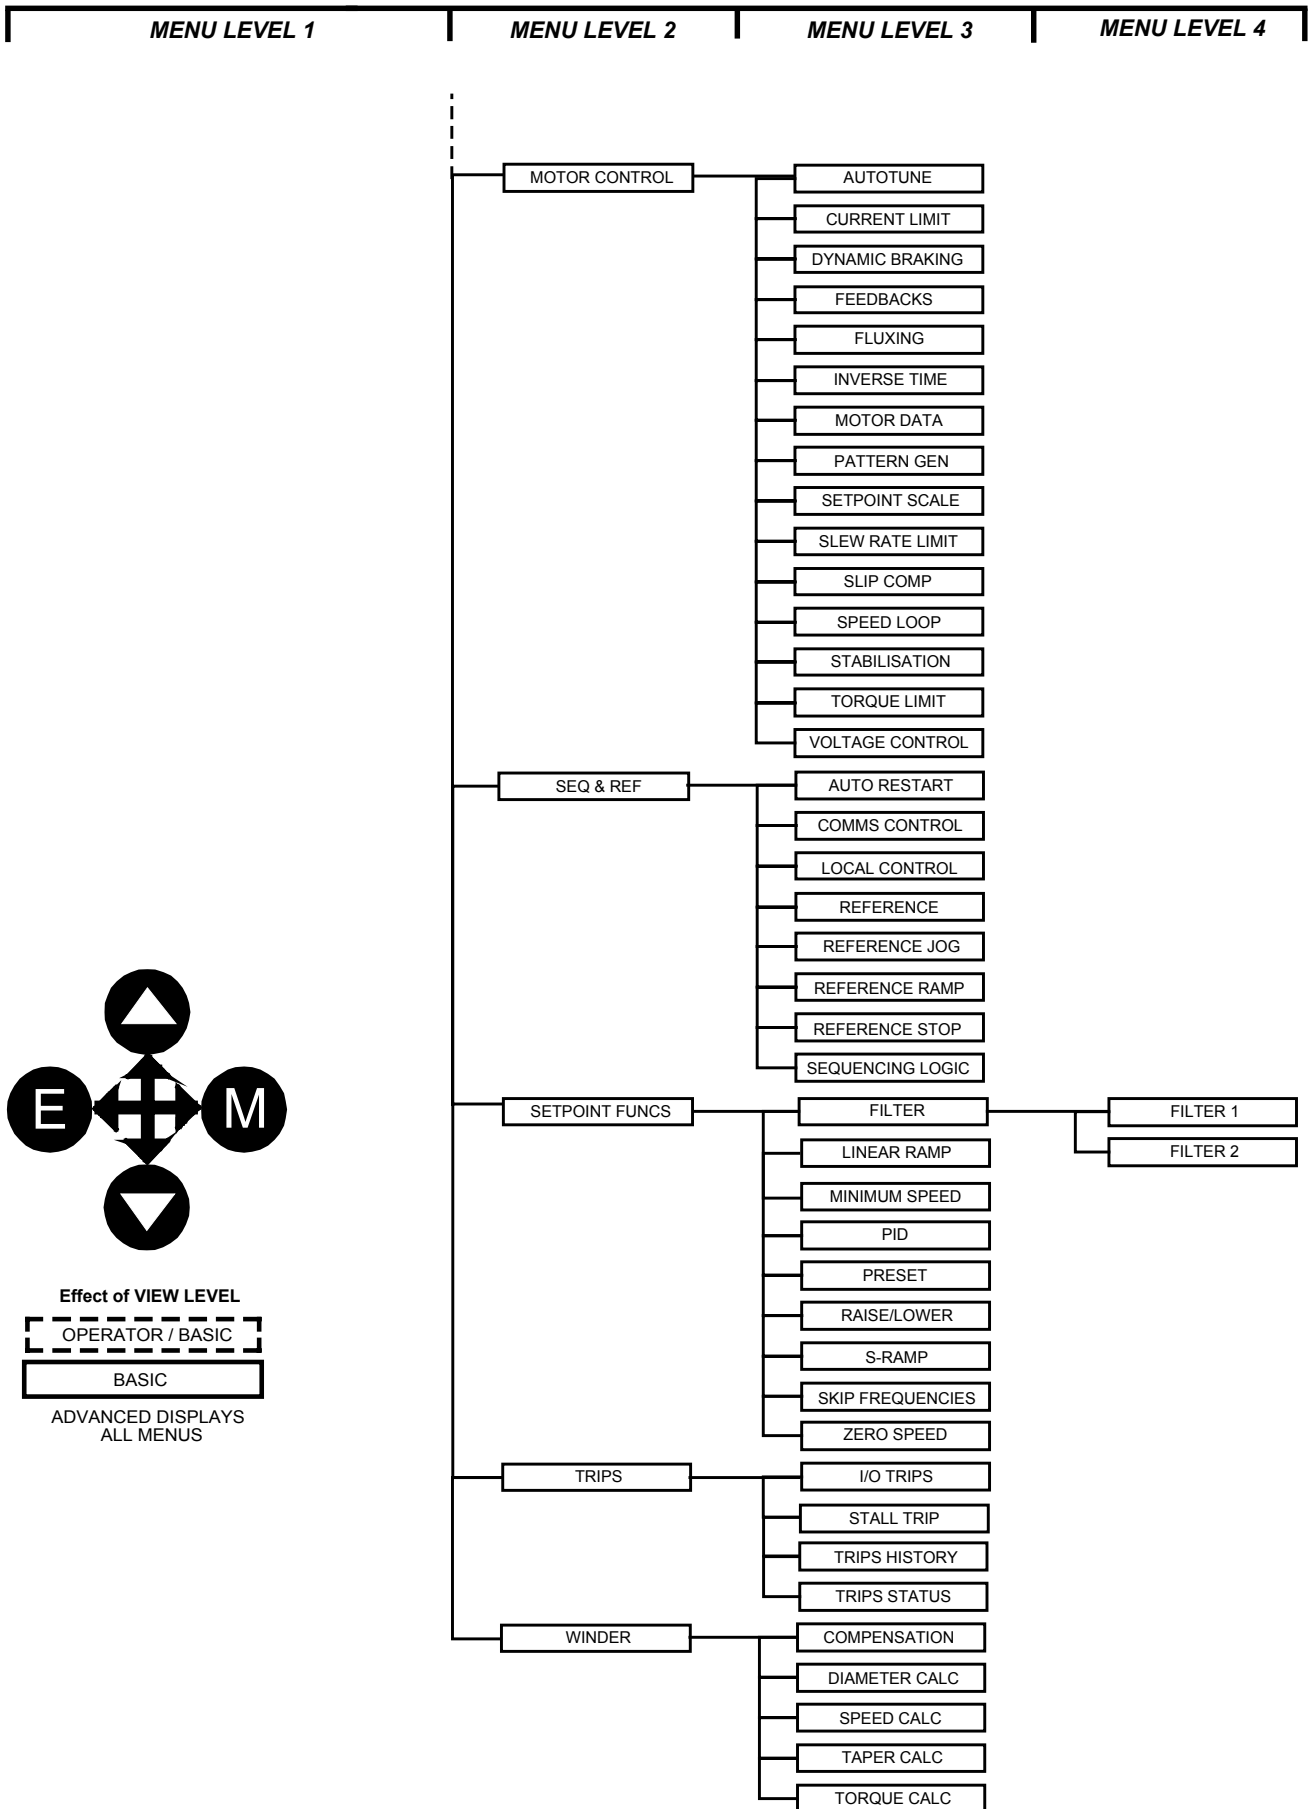 MENU LEVEL 1
MENU LEVEL 2
MENU LEVEL 3
MENU LEVEL 4
MOTOR CONTROL
AUTOTUNE
CURRENT LIMIT
DYNAMIC BRAKING
FEEDBACKS
FLUXING
INVERSE TIME
MOTOR DATA
PATTERN GEN
SETPOINT SCALE
SLEW RATE LIMIT
SLIP COMP
SPEED LOOP
STABILISATION
TORQUE LIMIT
VOLTAGE CONTROL
SEQ & REF
AUTO RESTART
COMMS CONTROL
LOCAL CONTROL
REFERENCE
REFERENCE JOG
REFERENCE RAMP
REFERENCE STOP
SEQUENCING LOGIC
SETPOINT FUNCS
FILTER
FILTER 1
FILTER 2
LINEAR RAMP
MINIMUM SPEED
PID
PRESET
RAISE/LOWER
S-RAMP
SKIP FREQUENCIES
ZERO SPEED
TRIPS
I/O TRIPS
STALL TRIP
TRIPS HISTORY
TRIPS STATUS
WINDER
COMPENSATION
DIAMETER CALC
SPEED CALC
TAPER CALC
TORQUE CALC
E
M
Effect of VIEW LEVEL
OPERATOR / BASIC
BASIC
ADVANCED DISPLAYS
ALL MENUS